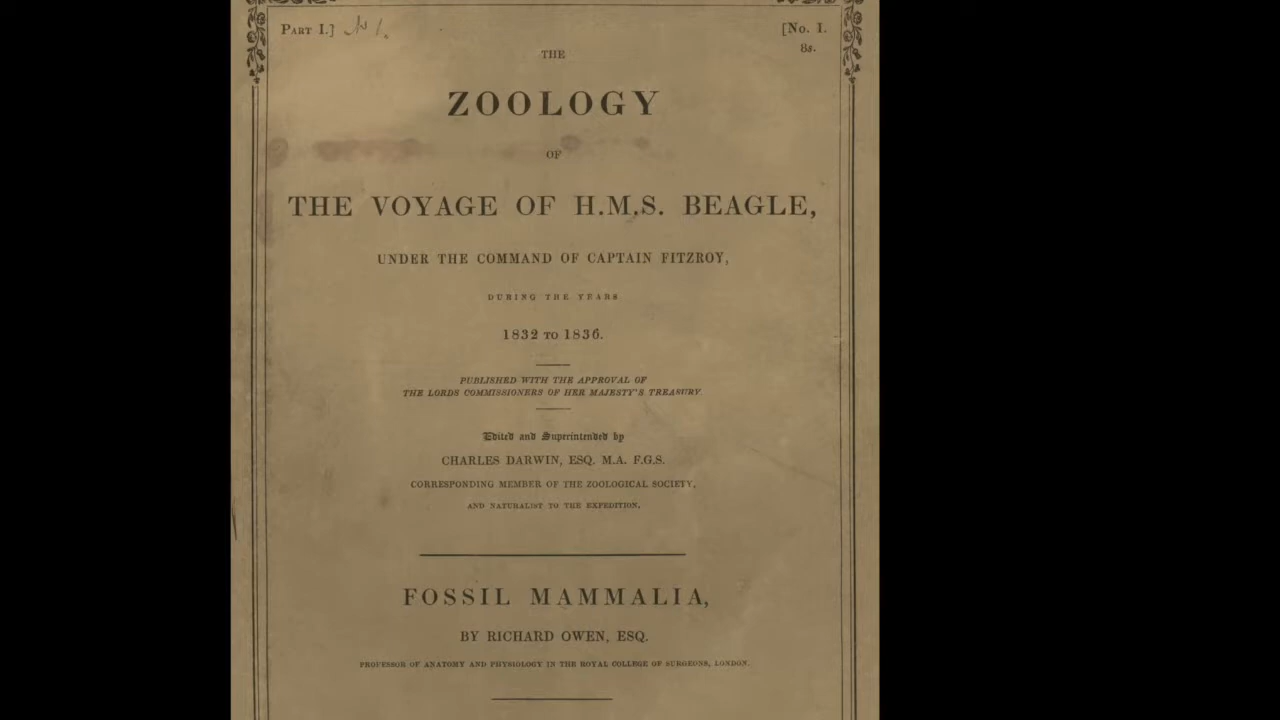 PART I.] No 1. [No. I.
8s.
THE
ZOOLOGY
OF
THE VOYAGE OF H.M.S. BEAGLE,
UNDER THE COMMAND OF CAPTAIN FITZROY,
DURING THE YEARS
1832 TO 1836.
PUBLISHED WITH THE APPROVAL OF
THE LORDS COMMISSIONERS OF HER MAJESTY'S TREASURY.
Edited and Superintended by
CHARLES DARWIN, ESQ. M.A. F.G.S.
CORRESPONDING MEMBER OF THE ZOOLOGICAL SOCIETY,
AND NATURALIST TO THE EXPEDITION.
FOSSIL MAMMALIA,
BY RICHARD OWEN, ESQ.
PROFESSOR OF ANATOMY AND PHYSIOLOGY IN THE ROYAL COLLEGE OF SURGEONS, LONDON.